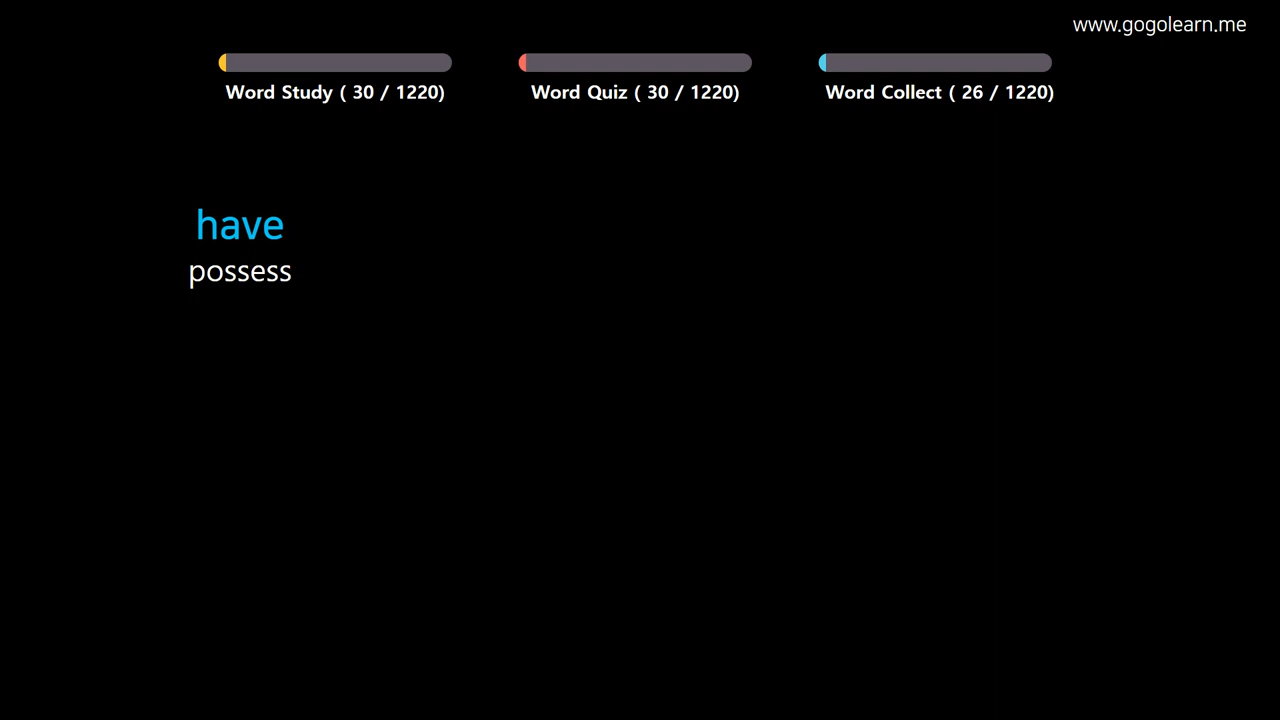 www.gogolearn.me
Word Study ( 30 / 1220)
Word Quiz ( 30 / 1220)
Word Collect ( 26 / 1220)
have
possess